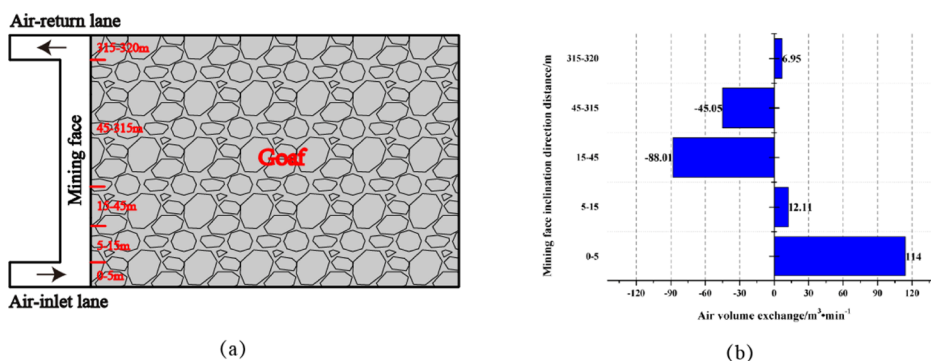 Air-return lane
315-320m
Mining face
45-315m
Goaf
15-45m
5-15m
0-5m
Air-inlet lane
(a)
Mining face inclination direction distance/m
315-320
6.95
45-315
-45.05
15-45
-88.01
5-15
12.11
0-5
114
-120 -90 -60 -30 0 30 60 90 120
Air volume exchange/m³•min⁻¹
(b)